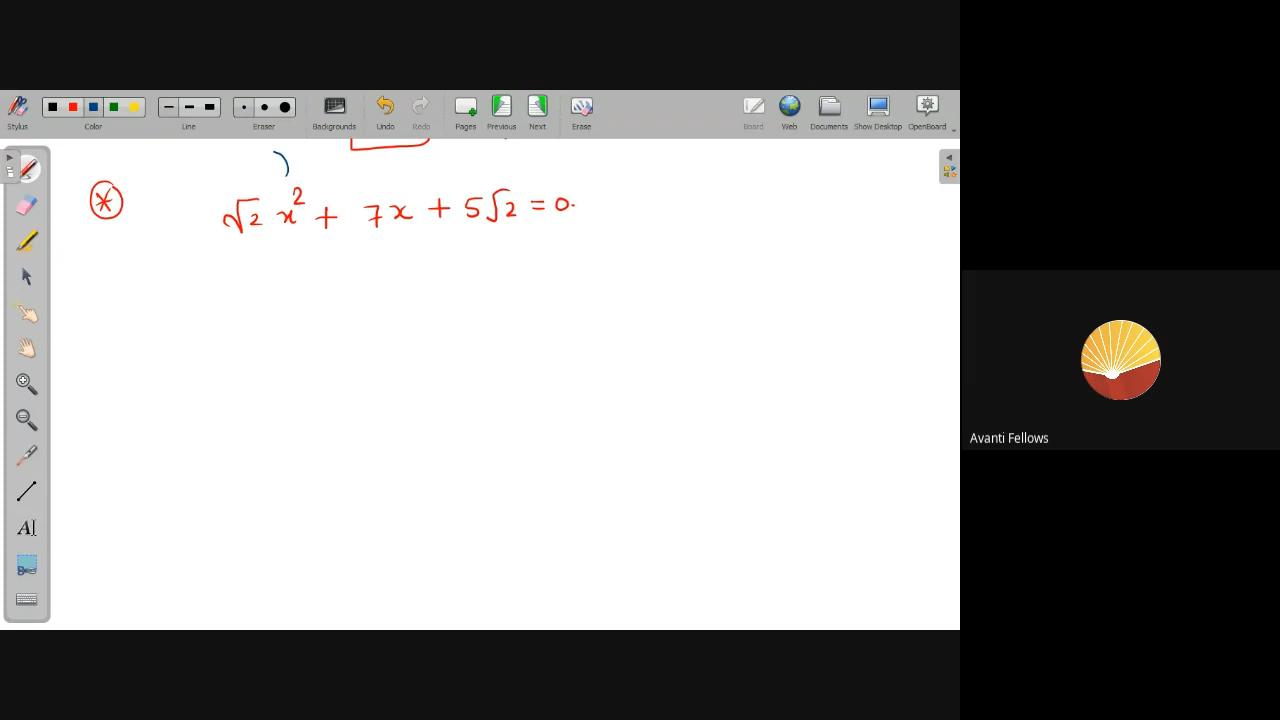 Stylus Color Line Eraser Backgrounds Undo Redo Pages Previous Next Erase Board Web Documents Show Desktop OpenBoard
√2 x² + 7x + 5√2 = 0.
Avanti Fellows